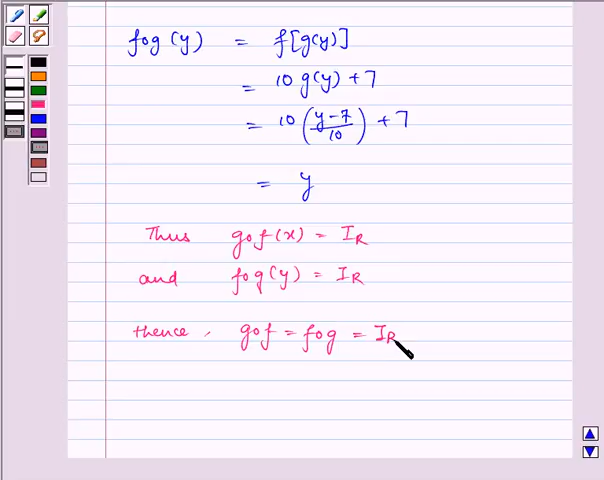 fog (y) = f[g(y)]
= 10 g(y) + 7
= 10 (y-7/10) + 7
= y
Thus gof (x) = I_R
and fog (y) = I_R
Hence, gof = fog = I_R